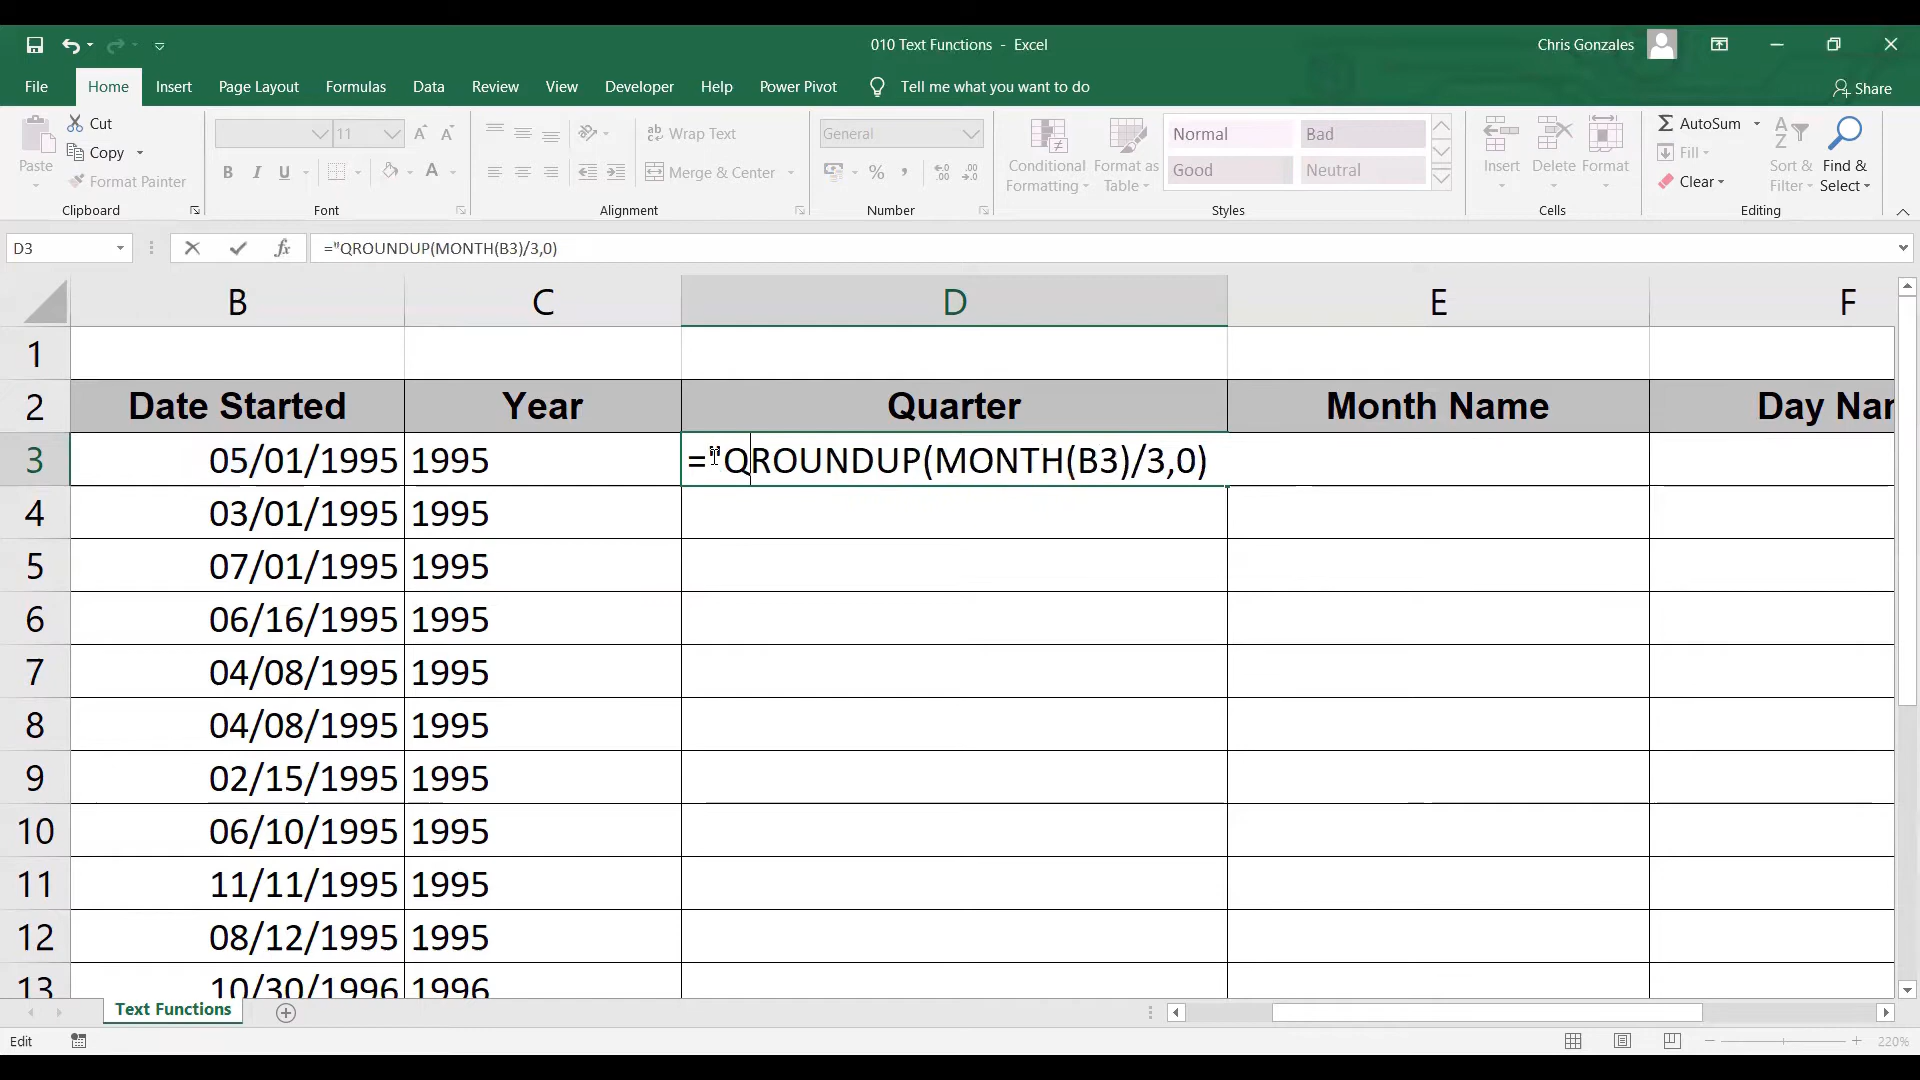 010 Text Functions - Excel
Chris Gonzales
File Home Insert Page Layout Formulas Data Review View Developer Help Power Pivot Tell me what you want to do Share
Paste
Cut
Copy
Format Painter
Clipboard
11
B I U A
Font
Wrap Text
Merge & Center
Alignment
General
% ,
Number
Conditional Formatting
Format as Table
Normal Bad
Good Neutral
Styles
Insert Delete Format
Cells
AutoSum
Fill
Clear
Sort & Filter
Find & Select
Editing
D3
fx
="QROUNDUP(MONTH(B3)/3,0)
B C D E F
1
2 Date Started Year Quarter Month Name Day Nar
3 05/01/1995 1995 ="QROUNDUP(MONTH(B3)/3,0)
4 03/01/1995 1995
5 07/01/1995 1995
6 06/16/1995 1995
7 04/08/1995 1995
8 04/08/1995 1995
9 02/15/1995 1995
10 06/10/1995 1995
11 11/11/1995 1995
12 08/12/1995 1995
13 10/30/1996 1996
Text Functions
Edit
220%